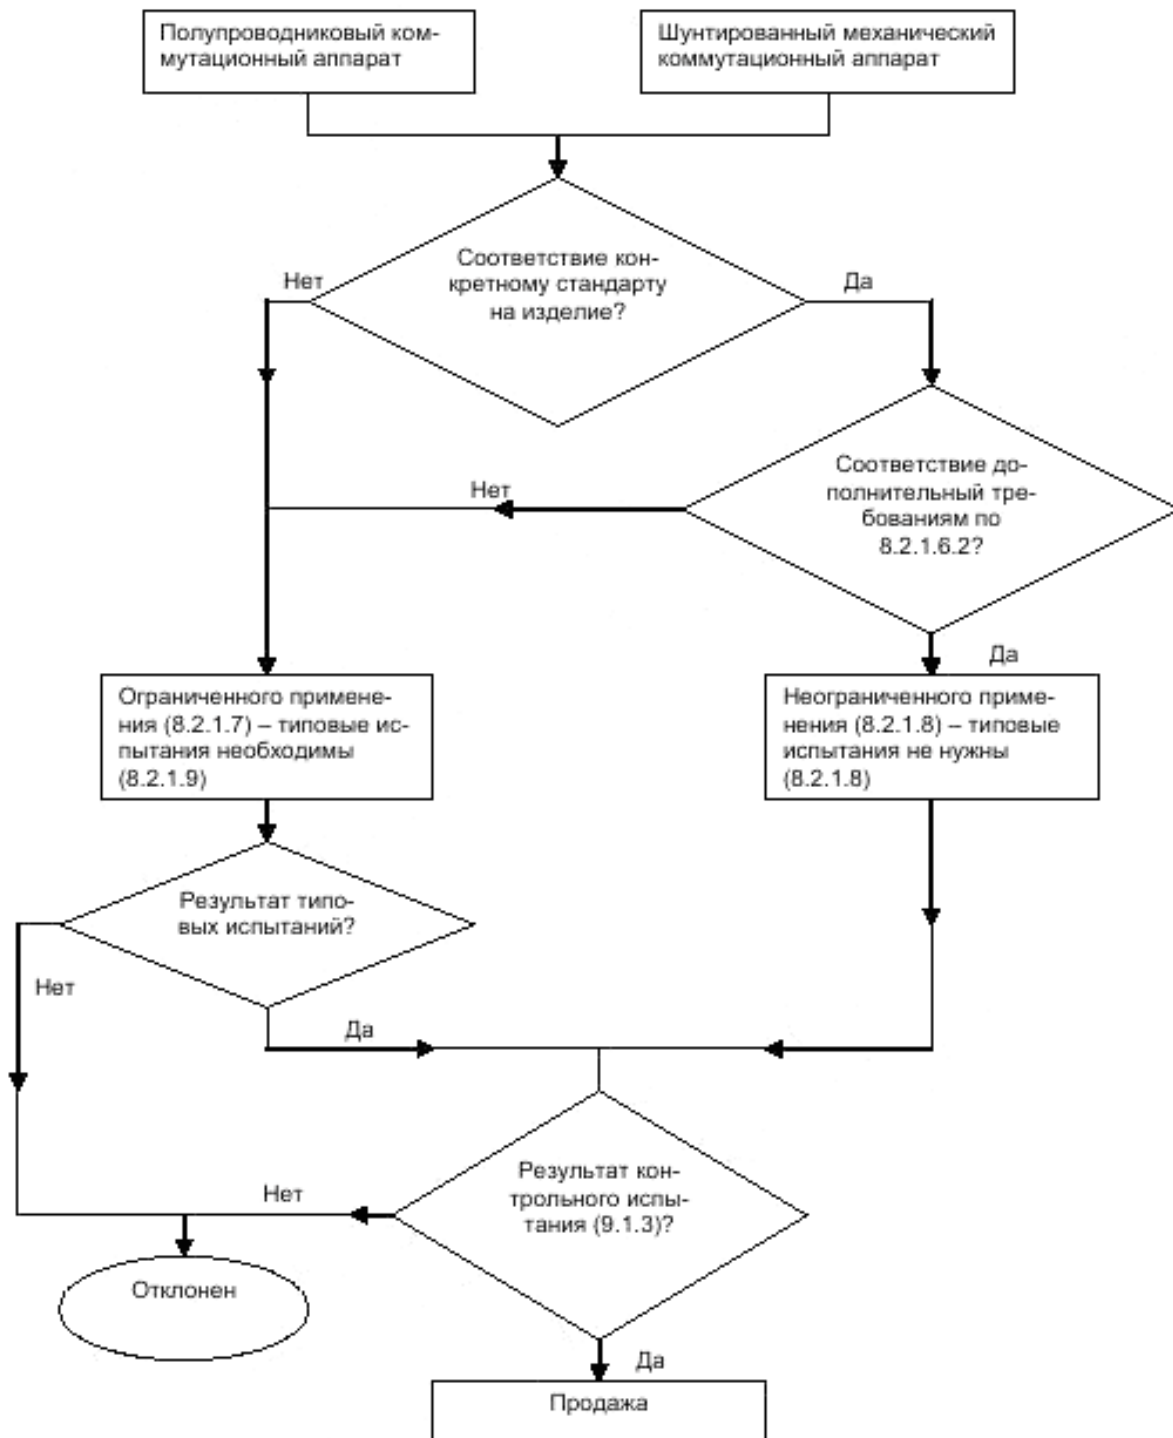 Полупроводниковый ком-
мутационный аппарат
Шунтированный механический
коммутационный аппарат
Соответствие кон-
кретному стандарту
на изделие?
Нет
Да
Соответствие до-
полнительный тре-
бованиям по
8.2.1.6.2?
Нет
Да
Ограниченного примене-
ния (8.2.1.7) – типовые ис-
пытания необходимы
(8.2.1.9)
Неограниченного приме-
нения (8.2.1.8) – типовые
испытания не нужны
(8.2.1.8)
Результат типо-
вых испытаний?
Нет
Да
Результат кон-
трольного испы-
тания (9.1.3)?
Нет
Отклонен
Да
Продажа